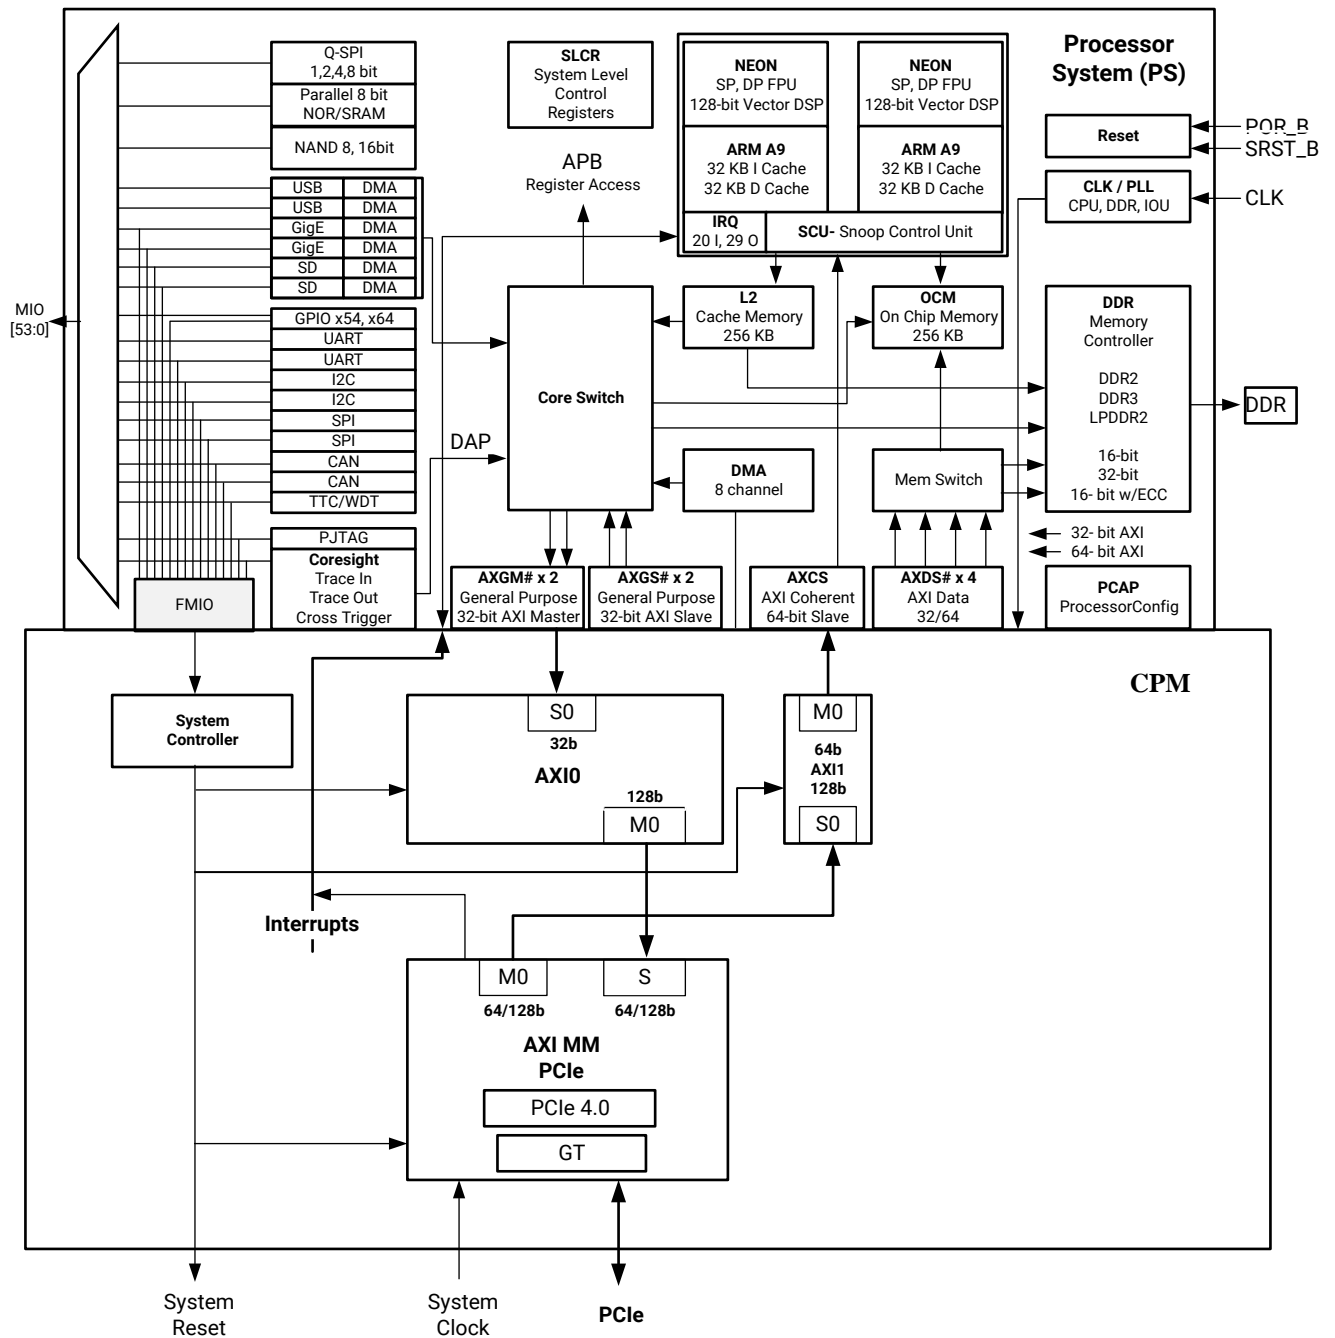 Processor
System (PS)
Q-SPI
1,2,4,8 bit
Parallel 8 bit
NOR/SRAM
NAND 8, 16bit
USB DMA
USB DMA
GigE DMA
GigE DMA
SD DMA
SD DMA
MIO
[53:0]
GPIO x54, x64
UART
UART
I2C
I2C
SPI
SPI
CAN
CAN
TTC/WDT
PJTAG
Coresight
Trace In
Trace Out
Cross Trigger
FMIO
SLCR
System Level
Control
Registers
APB
Register Access
DAP
Core Switch
NEON
SP, DP FPU
128-bit Vector DSP
NEON
SP, DP FPU
128-bit Vector DSP
ARM A9
32 KB I Cache
32 KB D Cache
ARM A9
32 KB I Cache
32 KB D Cache
IRQ
20 I, 29 O
SCU- Snoop Control Unit
L2
Cache Memory
256 KB
OCM
On Chip Memory
256 KB
DMA
8 channel
Mem Switch
Reset
POR_B
SRST_B
CLK / PLL
CPU, DDR, IOU
CLK
DDR
Memory
Controller
DDR2
DDR3
LPDDR2
16-bit
32-bit
16- bit w/ECC
DDR
32- bit AXI
64- bit AXI
PCAP
ProcessorConfig
AXGM# x 2
General Purpose
32-bit AXI Master
AXGS# x 2
General Purpose
32-bit AXI Slave
AXCS
AXI Coherent
64-bit Slave
AXDS# x 4
AXI Data
32/64
CPM
System
Controller
S0
32b
AXI0
128b
M0
M0
64b
AXI1
128b
S0
Interrupts
M0
S
64/128b
64/128b
AXI MM
PCIe
PCIe 4.0
GT
System
Reset
System
Clock
PCIe